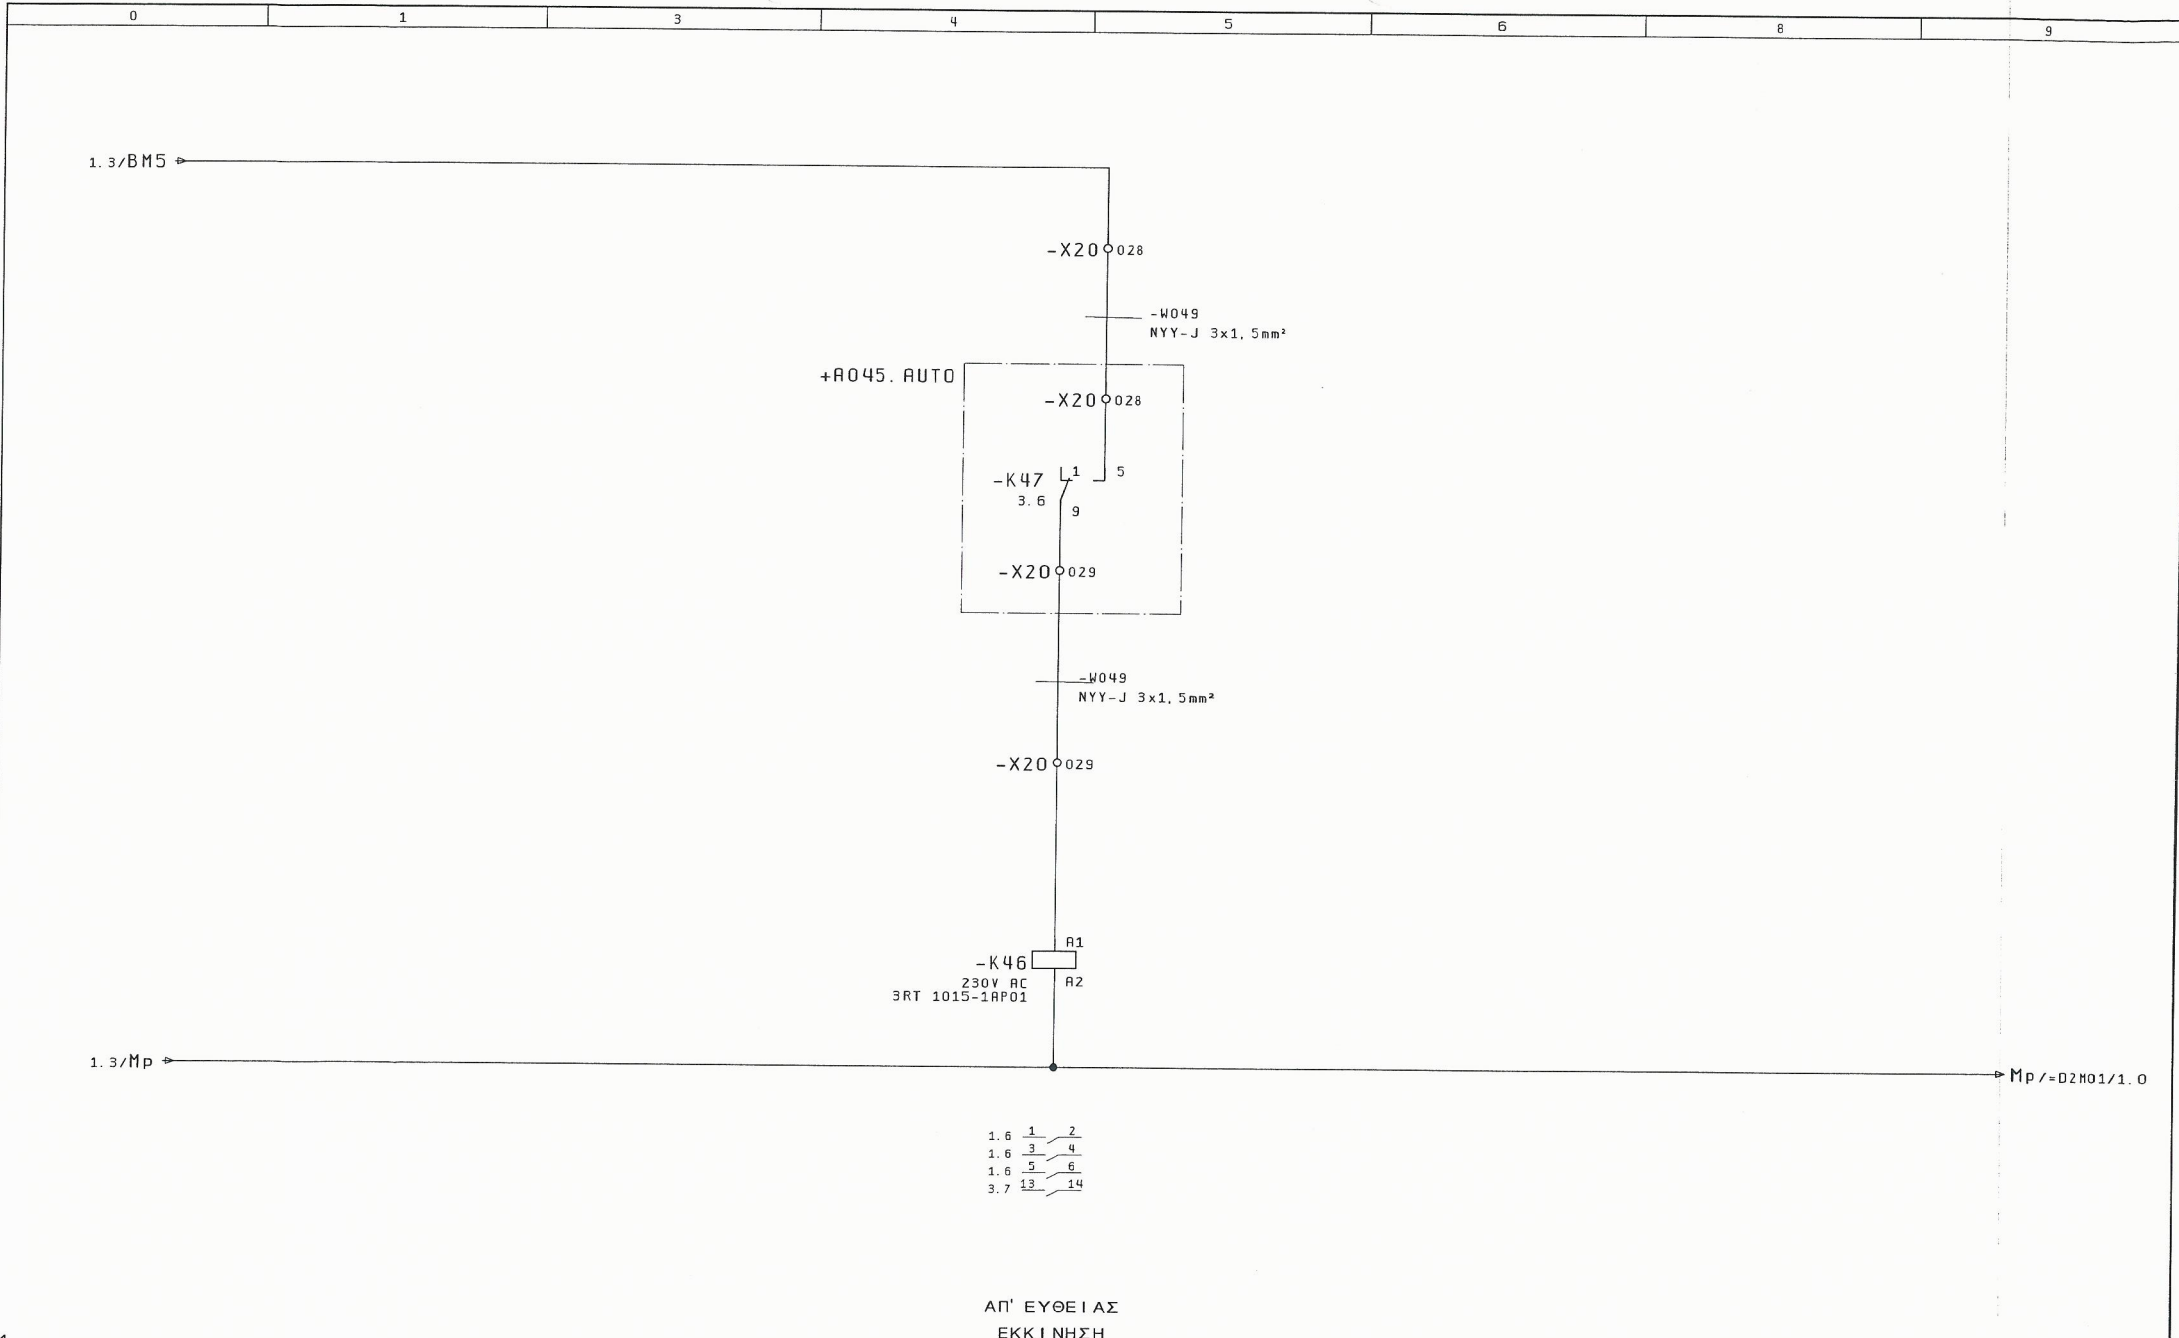 0 1 3 4 5 6 8 9
1.3/BM5
-X20 028
-W049
NYY-J 3x1,5mm²
+A045.AUTO
-X20 028
-K47 1 5
3.6
9
-X20 029
-W049
NYY-J 3x1,5mm²
-X20 029
A1
-K46
230V AC A2
3RT 1015-1AP01
1.3/Mp
Mp/=D2M01/1.0
1.6 1 2
1.6 3 4
1.6 5 6
3.7 13 14
ΑΠ' ΕΥΘΕΙΑΣ
ΕΚΚΙΝΗΣΗ